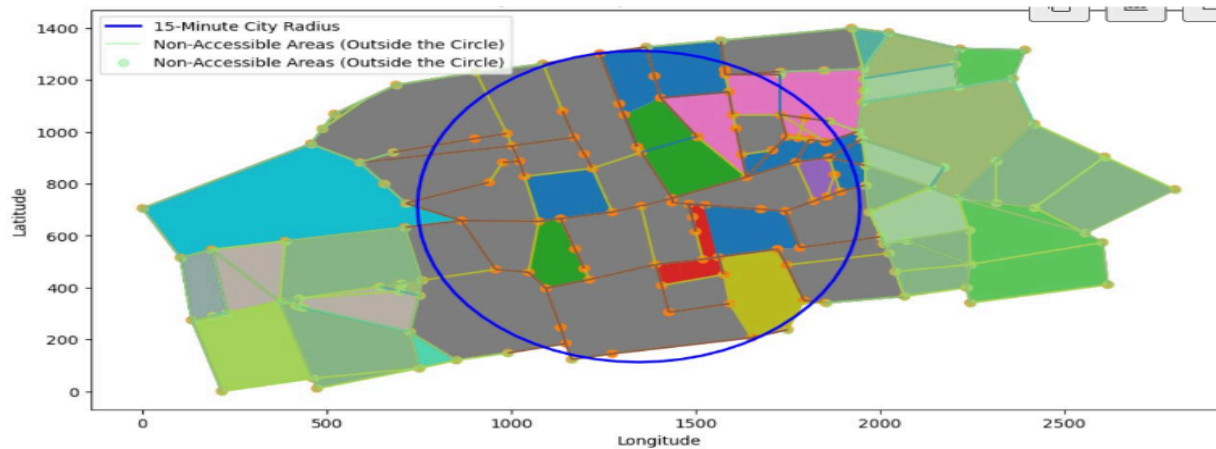 15-Minute City Radius
Non-Accessible Areas (Outside the Circle)
Non-Accessible Areas (Outside the Circle)
1400
1200
1000
800
600
400
200
0
Latitude
0
500
1000
1500
2000
2500
Longitude